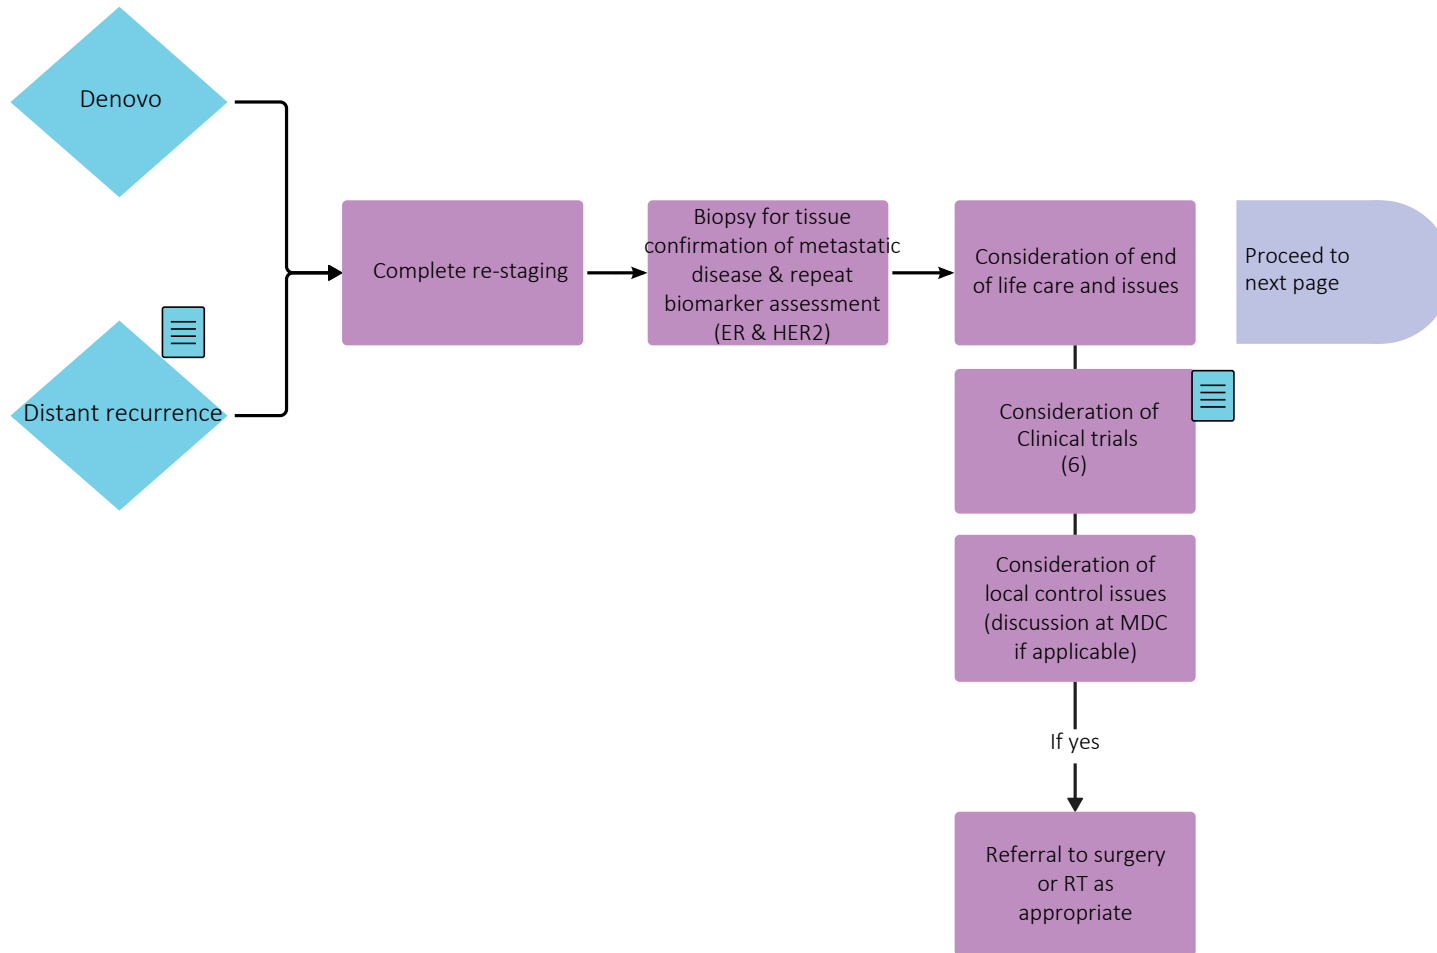 Denovo
Distant recurrence
Complete re-staging
Biopsy for tissue
confirmation of metastatic
disease & repeat
biomarker assessment
(ER & HER2)
Consideration of end
of life care and issues
Proceed to
next page
Consideration of
Clinical trials
(6)
Consideration of
local control issues
(discussion at MDC
if applicable)
If yes
Referral to surgery
or RT as
appropriate